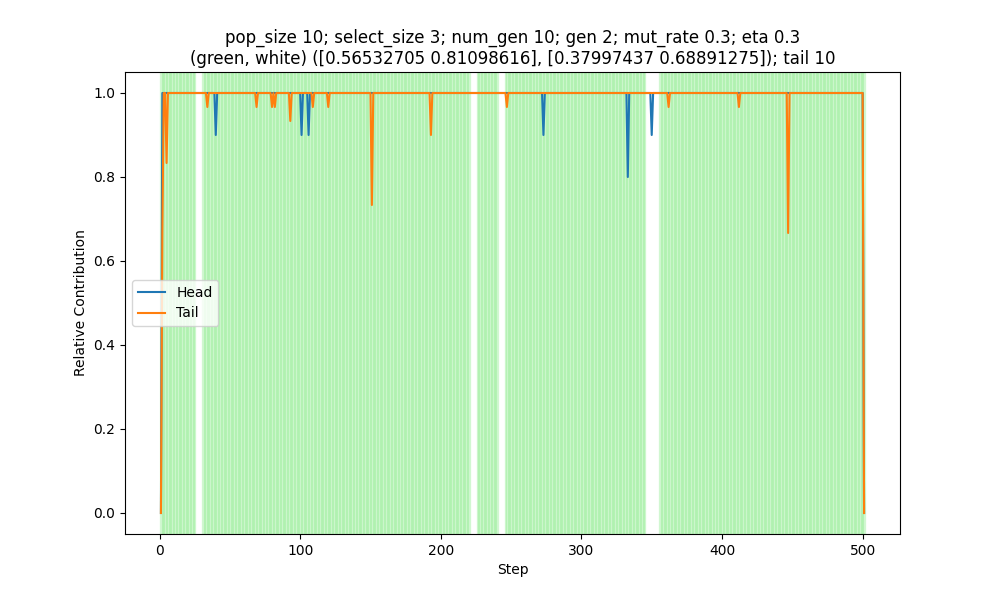 pop_size 10; select_size 3; num_gen 10; gen 2; mut_rate 0.3; eta 0.3
(green, white) ([0.56532705 0.81098616], [0.37997437 0.68891275]); tail 10
Relative Contribution
1.0
0.8
0.6
0.4
0.2
0.0
Head
Tail
0
100
200
300
400
500
Step